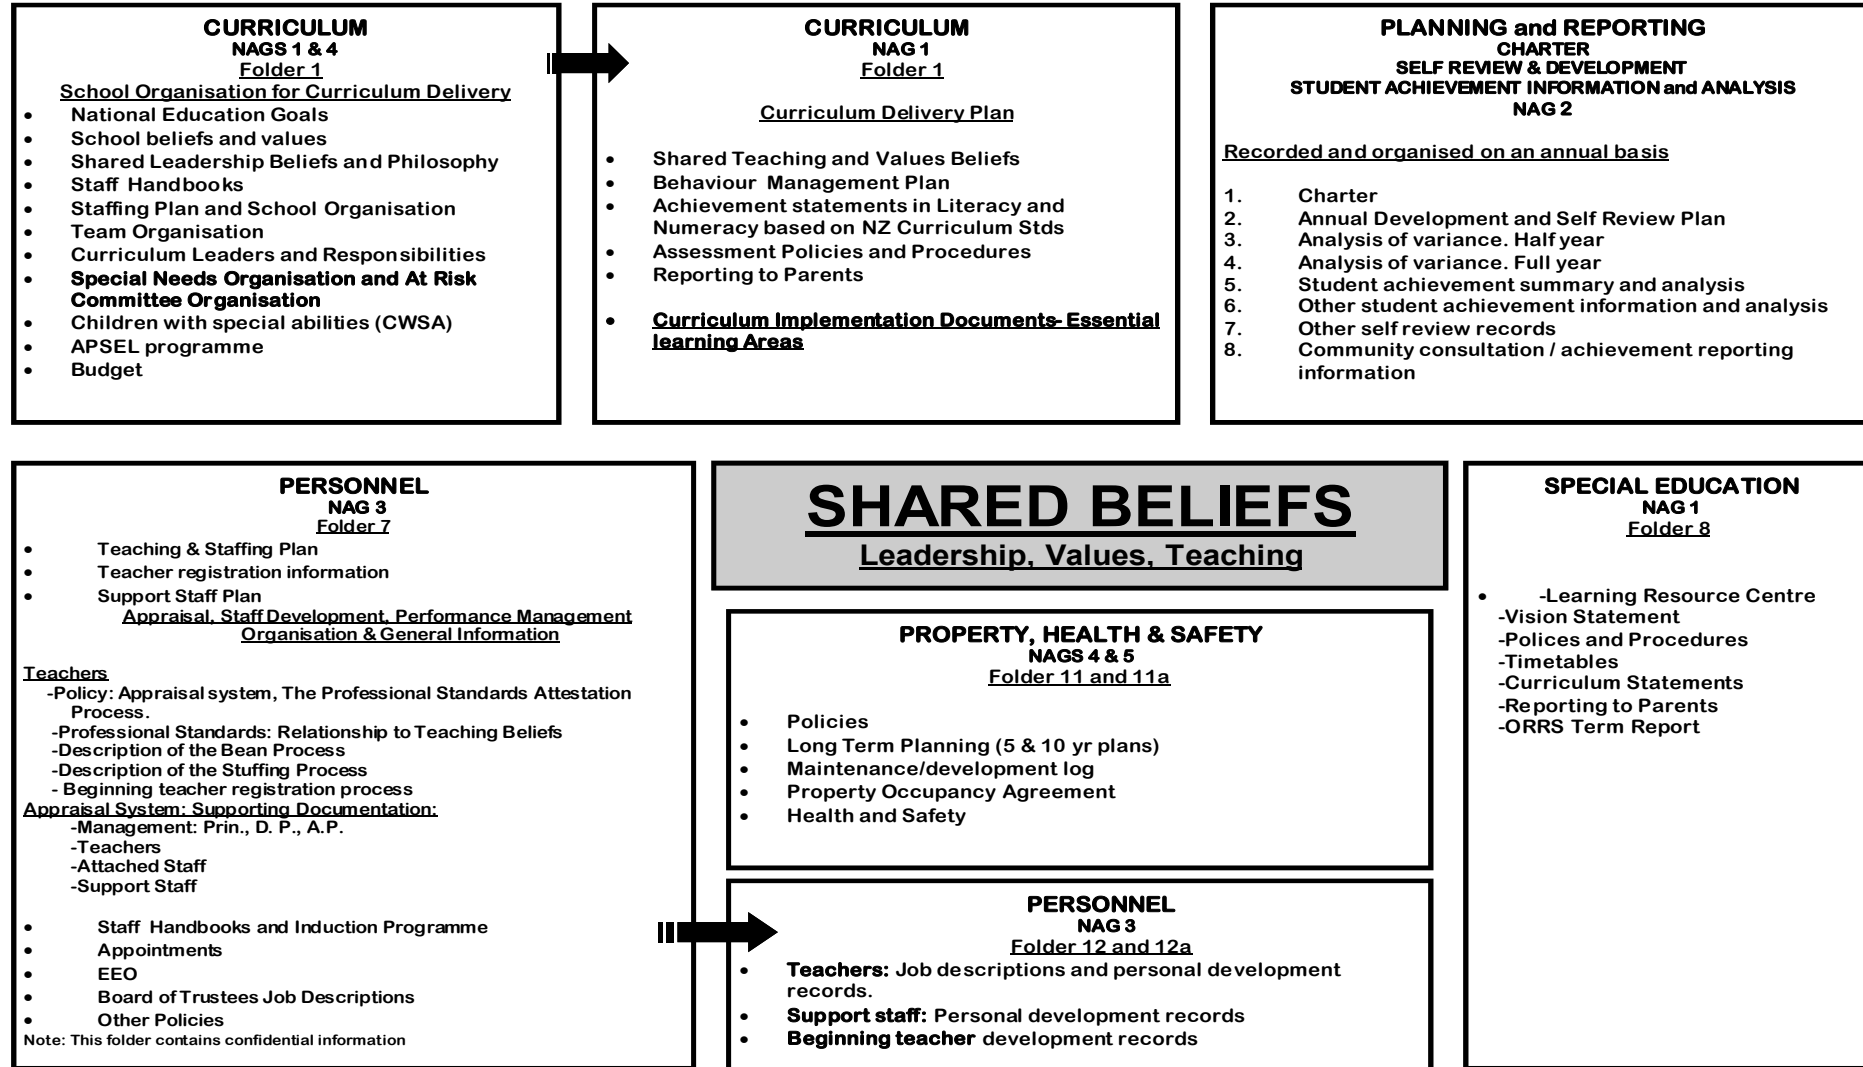 CURRICULUM
NAGS 1 & 4
Folder 1
School Organisation for Curriculum Delivery
• National Education Goals
• School beliefs and values
• Shared Leadership Beliefs and Philosophy
• Staff Handbooks
• Staffing Plan and School Organisation
• Team Organisation
• Curriculum Leaders and Responsibilities
• Special Needs Organisation and At Risk
Committee Organisation
• Children with special abilities (CWSA)
• APSEL programme
• Budget
CURRICULUM
NAG 1
Folder 1
Curriculum Delivery Plan
• Shared Teaching and Values Beliefs
• Behaviour Management Plan
• Achievement statements in Literacy and
Numeracy based on NZ Curriculum Stds
• Assessment Policies and Procedures
• Reporting to Parents
• Curriculum Implementation Documents- Essential
learning Areas
PLANNING and REPORTING
CHARTER
SELF REVIEW & DEVELOPMENT
STUDENT ACHIEVEMENT INFORMATION and ANALYSIS
NAG 2
Recorded and organised on an annual basis
1. Charter
2. Annual Development and Self Review Plan
3. Analysis of variance. Half year
4. Analysis of variance. Full year
5. Student achievement summary and analysis
6. Other student achievement information and analysis
7. Other self review records
8. Community consultation / achievement reporting
information
PERSONNEL
NAG 3
Folder 7
• Teaching & Staffing Plan
• Teacher registration information
• Support Staff Plan
Appraisal, Staff Development, Performance Management
Organisation & General Information
Teachers
-Policy: Appraisal system, The Professional Standards Attestation
Process.
-Professional Standards: Relationship to Teaching Beliefs
-Description of the Bean Process
-Description of the Stuffing Process
- Beginning teacher registration process
Appraisal System: Supporting Documentation:
-Management: Prin., D. P., A.P.
-Teachers
-Attached Staff
-Support Staff
• Staff Handbooks and Induction Programme
• Appointments
• EEO
• Board of Trustees Job Descriptions
• Other Policies
Note: This folder contains confidential information
SHARED BELIEFS
Leadership, Values, Teaching
PROPERTY, HEALTH & SAFETY
NAGS 4 & 5
Folder 11 and 11a
• Policies
• Long Term Planning (5 & 10 yr plans)
• Maintenance/development log
• Property Occupancy Agreement
• Health and Safety
PERSONNEL
NAG 3
Folder 12 and 12a
• Teachers: Job descriptions and personal development
records.
• Support staff: Personal development records
• Beginning teacher development records
SPECIAL EDUCATION
NAG 1
Folder 8
• -Learning Resource Centre
-Vision Statement
-Polices and Procedures
-Timetables
-Curriculum Statements
-Reporting to Parents
-ORRS Term Report